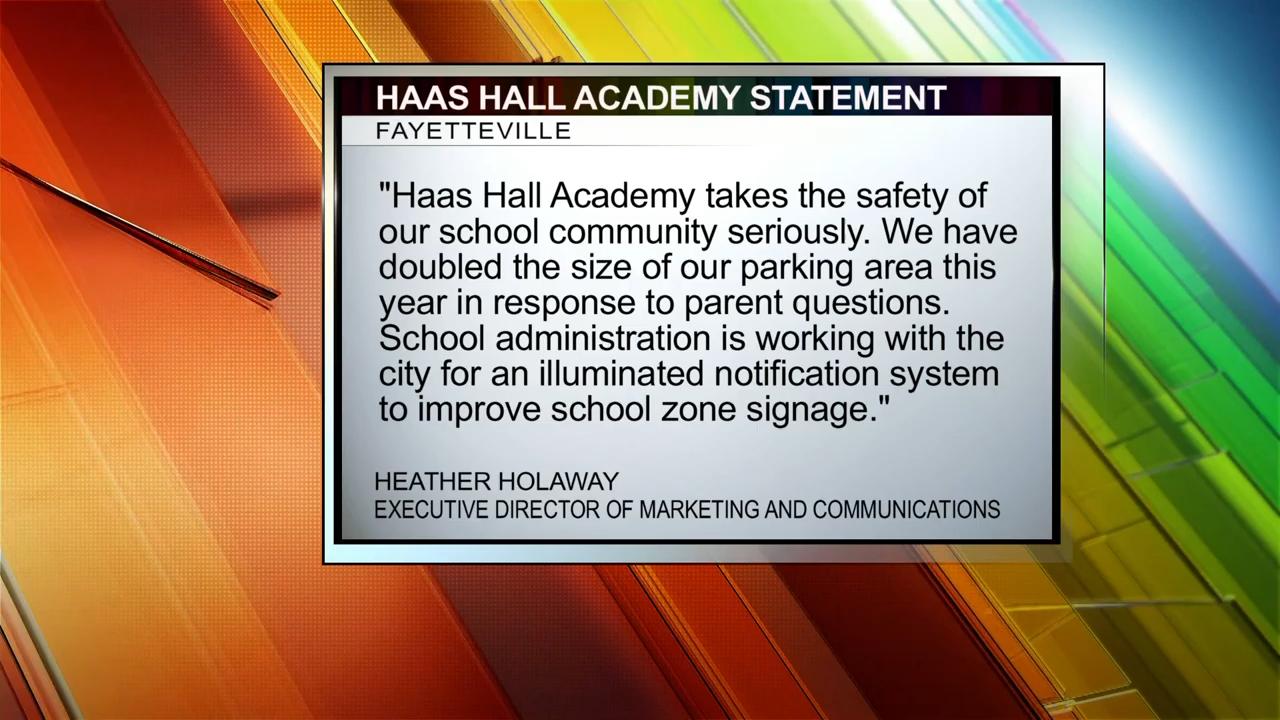 HAAS HALL ACADEMY STATEMENT
FAYETTEVILLE
"Haas Hall Academy takes the safety of
our school community seriously. We have
doubled the size of our parking area this
year in response to parent questions.
School administration is working with the
city for an illuminated notification system
to improve school zone signage."
HEATHER HOLAWAY
EXECUTIVE DIRECTOR OF MARKETING AND COMMUNICATIONS